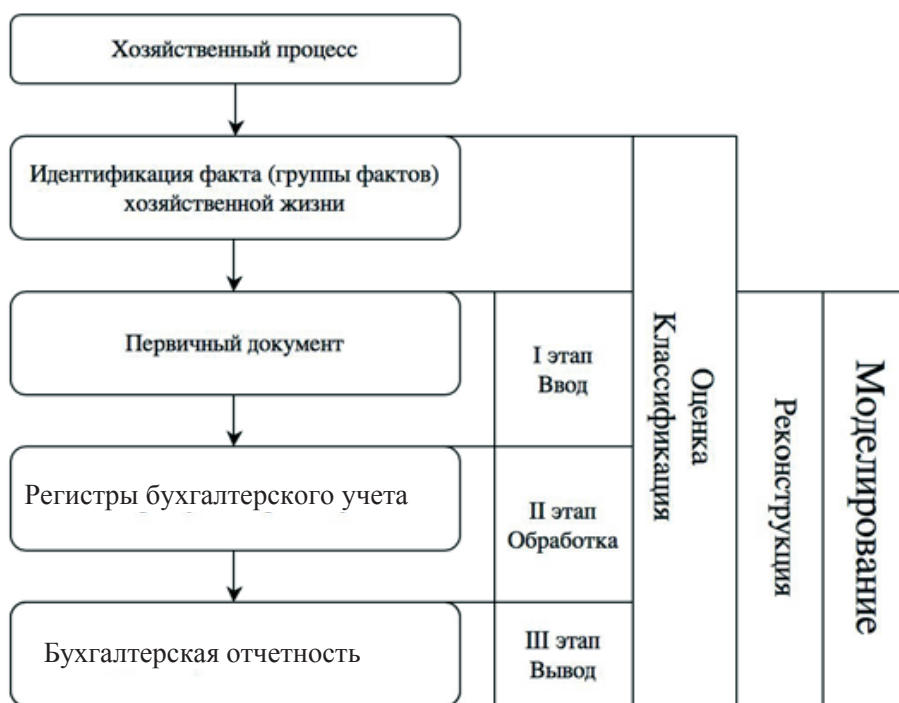 Хозяйственный процесс
Идентификация факта (группы фактов)
хозяйственной жизни
Первичный документ
I этап
Ввод
Регистры бухгалтерского учета
II этап
Обработка
Бухгалтерская отчетность
III этап
Вывод
Оценка
Классификация
Реконструкция
Моделирование